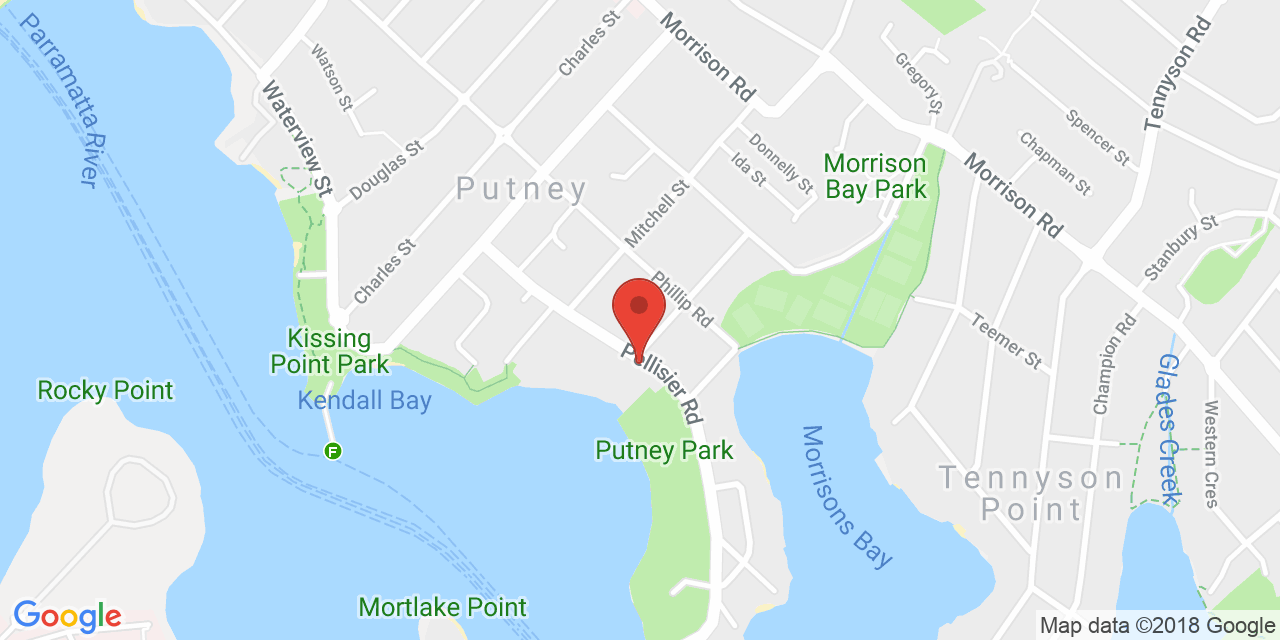 Parramatta River
Watson St
Charles St
Morrison Rd
Gregory St
Tennyson Rd
Waterview St
Douglas St
Putney
Mitchell St
Ida St
Donnelly St
Morrison
Bay Park
Morrison Rd
Spencer St
Chapman St
Stanbury St
Charles St
Phillip Rd
Kissing
Point Park
Rocky Point
Kendall Bay
F
Pellisier Rd
Teemer St
Champion Rd
Glades Creek
Western Cres
Putney Park
Morrisons Bay
Tennyson
Point
Mortlake Point
Google
Map data ©2018 Google